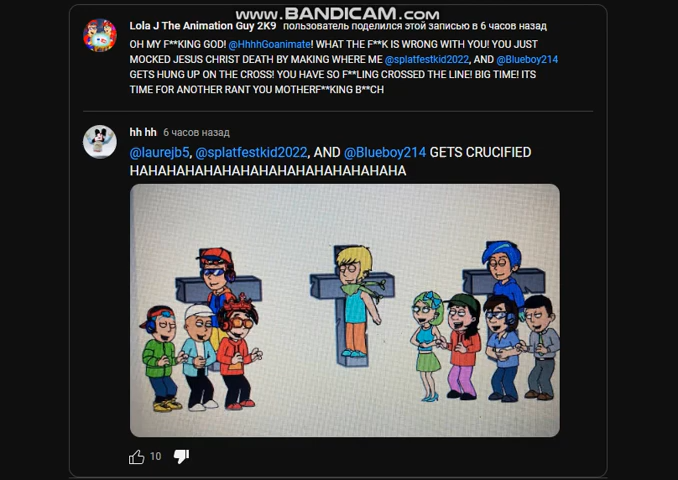 WWW.BANDICAM.COM
Lola J The Animation Guy 2K9 пользователь поделился этой записью в 6 часов назад
OH MY F**KING GOD! @HhhhGoanimate! WHAT THE F**K IS WRONG WITH YOU! YOU JUST
MOCKED JESUS CHRIST DEATH BY MAKING WHERE ME @splatfestkid2022, AND @Blueboy214
GETS HUNG UP ON THE CROSS! YOU HAVE SO F**LING CROSSED THE LINE! BIG TIME! ITS
TIME FOR ANOTHER RANT YOU MOTHERF**KING B**CH
hh hh 6 часов назад
@laurejb5, @splatfestkid2022, AND @Blueboy214 GETS CRUCIFIED
HAHAHAHAHAHAHAHAHAHAHAHAHAHAHA
10